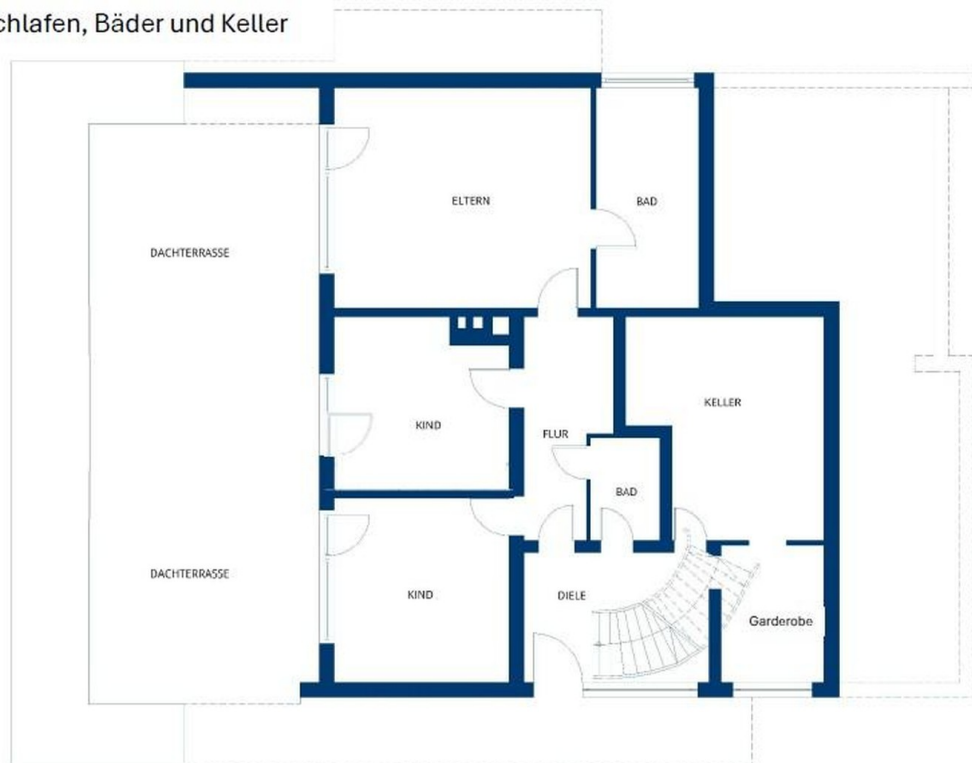 chlafen, Bäder und Keller
ELTERN
BAD
DACHTERRASSE
KELLER
KIND
FLUR
BAD
DACHTERRASSE
KIND
DIELE
Garderobe